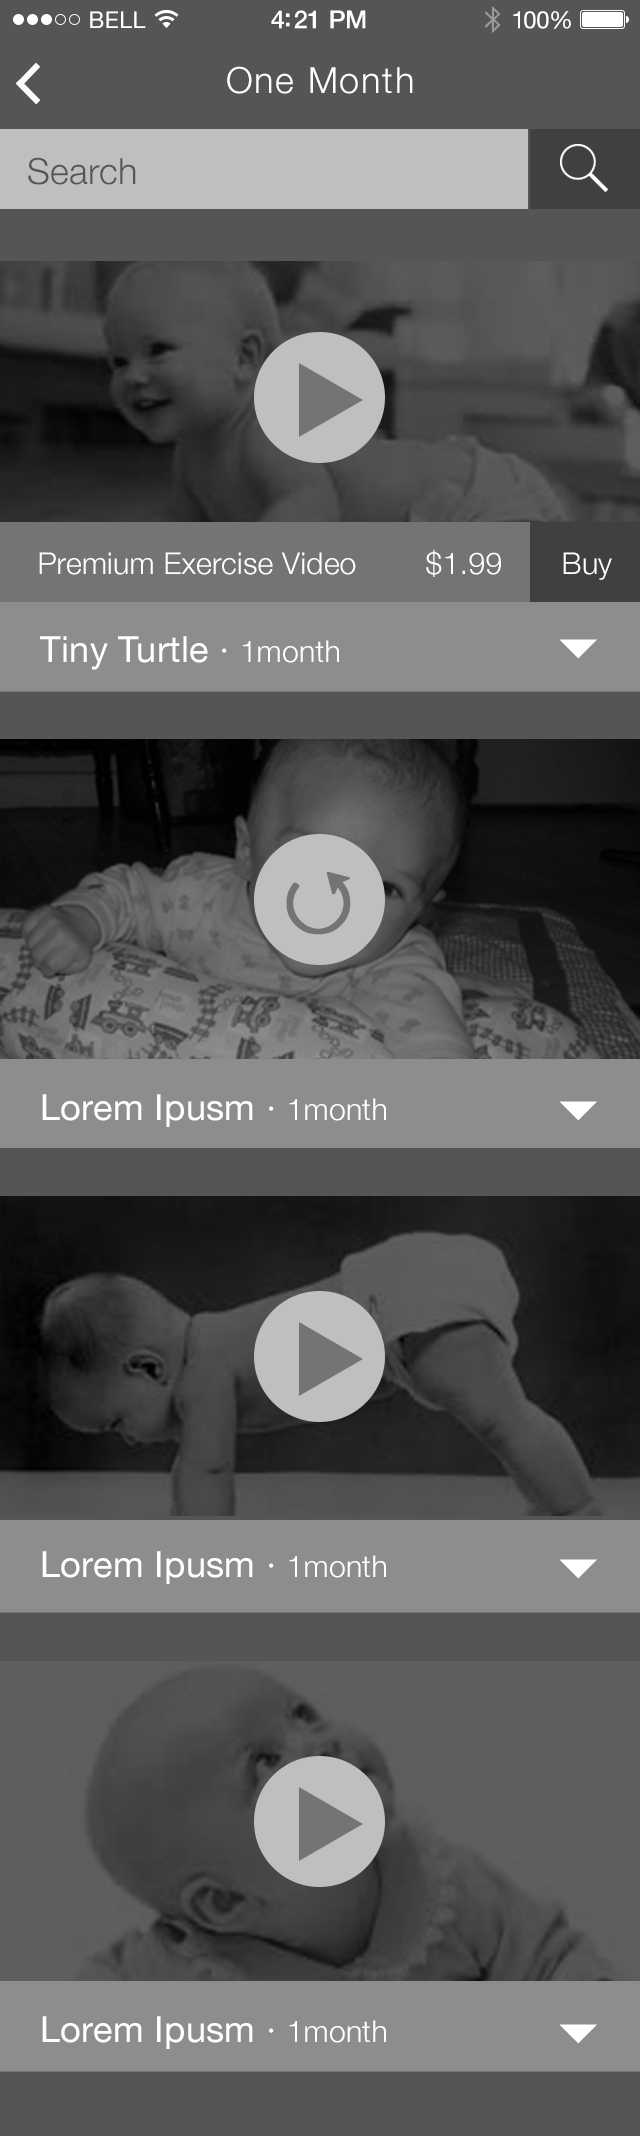 BELL 4:21 PM 100%
One Month
Search
Premium Exercise Video $1.99 Buy
Tiny Turtle · 1month
Lorem Ipusm · 1month
Lorem Ipusm · 1month
Lorem Ipusm · 1month